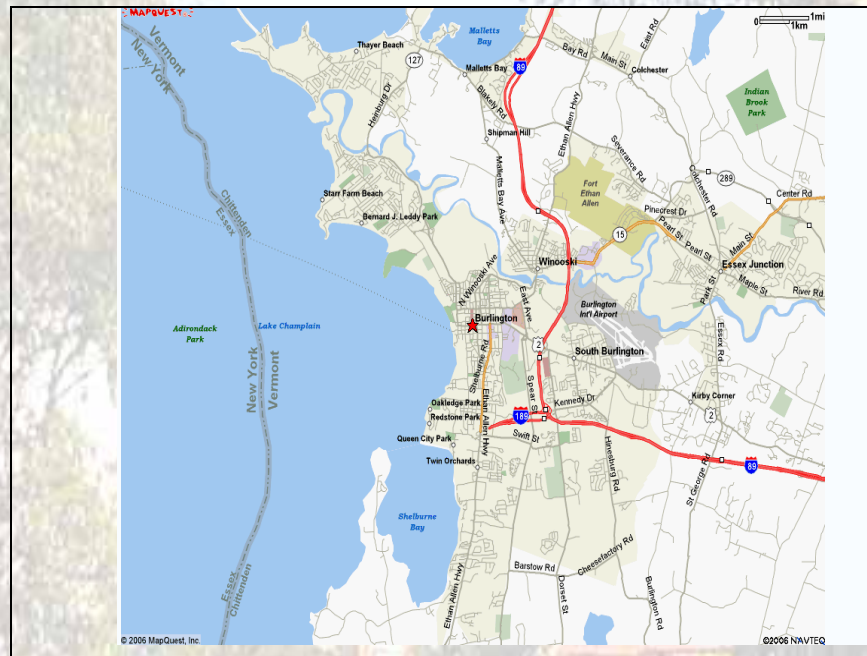 MAPQUEST
0 1mi
1km
Vermont
New York
Thayer Beach
127
Malletts
Bay
Malletts Bay
89
Bay Rd
Main St
East Rd
Colchester
Heinburg Dr
Blakely Rd
Ethan Allen Hwy
Indian
Brook
Park
Shipman Hill
Severance Rd
Malletts Bay Ave
Colchester Rd
289
Center Rd
Starr Farm Beach
Fort
Ethan
Allen
Pinecrest Dr
Chittenden
Essex
Bernard J. Leddy Park
15
Pearl St
Pearl St
Main St
N Winooski Ave
Winooski
Essex Junction
Park St
Maple St
River Rd
East Ave
Burlington
Int'l Airport
Burlington
Adirondack
Park
Lake Champlain
2
South Burlington
Essex Rd
New York
Vermont
Shelburne Rd
Spear St
Kennedy Dr
Kirby Corner
Oakledge Park
Redstone Park
189
2
Queen City Park
Ethan Allen Hwy
Swift St
Twin Orchards
Hinesburg Rd
89
St George Rd
Shelburne
Bay
Barstow Rd
Cheesefactory Rd
Essex
Chittenden
Ethan Allen Hwy
Dorset St
Burlington Rd
© 2006 MapQuest, Inc.
©2006 NAVTEQ